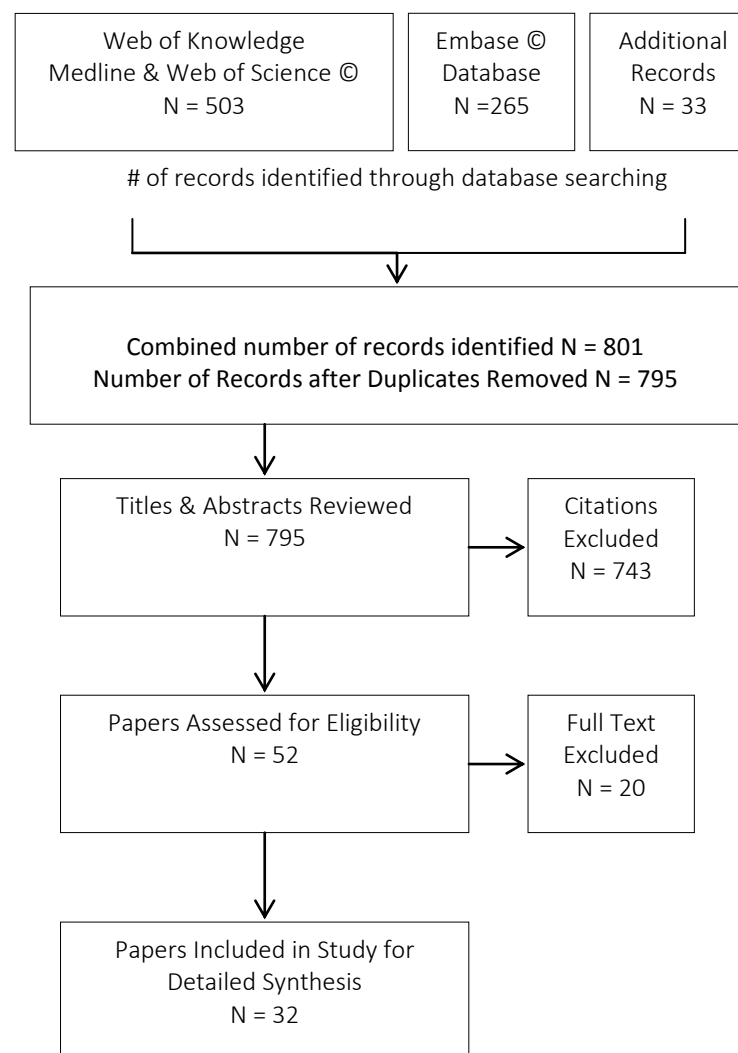 Web of Knowledge
Medline & Web of Science ©
N = 503
Embase ©
Database
N =265
Additional
Records
N = 33
# of records identified through database searching
Combined number of records identified N = 801
Number of Records after Duplicates Removed N = 795
Titles & Abstracts Reviewed
N = 795
Citations
Excluded
N = 743
Papers Assessed for Eligibility
N = 52
Full Text
Excluded
N = 20
Papers Included in Study for
Detailed Synthesis
N = 32